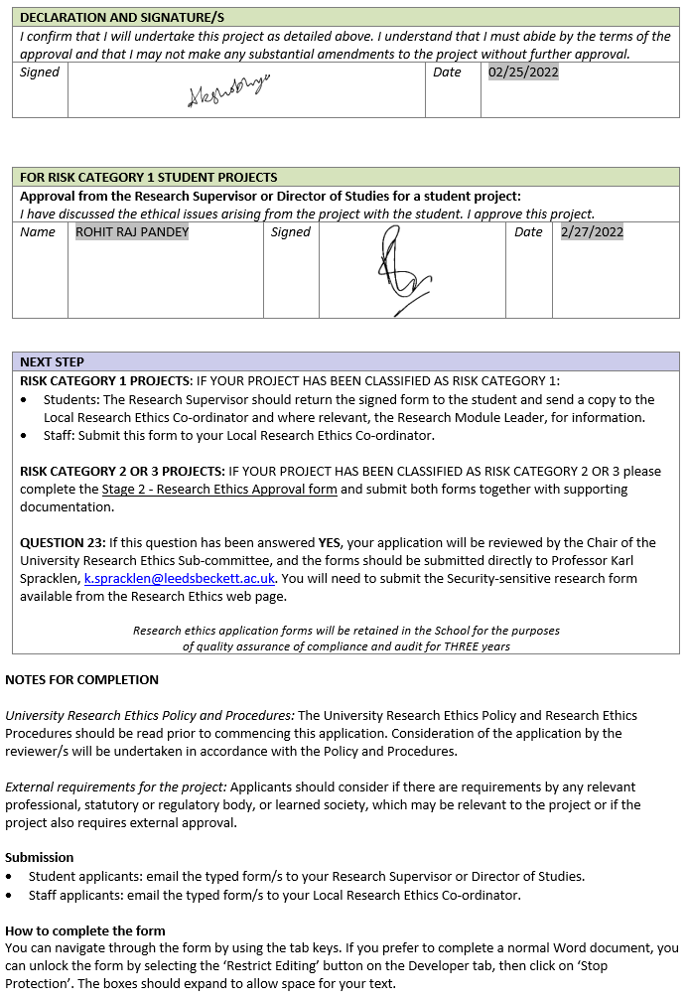 DECLARATION AND SIGNATURE/S
I confirm that I will undertake this project as detailed above. I understand that I must abide by the terms of the
approval and that I may not make any substantial amendments to the project without further approval.
Signed Date 02/25/2022
FOR RISK CATEGORY 1 STUDENT PROJECTS
Approval from the Research Supervisor or Director of Studies for a student project:
I have discussed the ethical issues arising from the project with the student. I approve this project.
Name ROHIT RAJ PANDEY Signed Date 2/27/2022
NEXT STEP
RISK CATEGORY 1 PROJECTS: IF YOUR PROJECT HAS BEEN CLASSIFIED AS RISK CATEGORY 1:
• Students: The Research Supervisor should return the signed form to the student and send a copy to the
Local Research Ethics Co-ordinator and where relevant, the Research Module Leader, for information.
• Staff: Submit this form to your Local Research Ethics Co-ordinator.
RISK CATEGORY 2 OR 3 PROJECTS: IF YOUR PROJECT HAS BEEN CLASSIFIED AS RISK CATEGORY 2 OR 3 please
complete the Stage 2 - Research Ethics Approval form and submit both forms together with supporting
documentation.
QUESTION 23: If this question has been answered YES, your application will be reviewed by the Chair of the
University Research Ethics Sub-committee, and the forms should be submitted directly to Professor Karl
Spracklen, k.spracklen@leedsbeckett.ac.uk. You will need to submit the Security-sensitive research form
available from the Research Ethics web page.
Research ethics application forms will be retained in the School for the purposes
of quality assurance of compliance and audit for THREE years
NOTES FOR COMPLETION
University Research Ethics Policy and Procedures: The University Research Ethics Policy and Research Ethics
Procedures should be read prior to commencing this application. Consideration of the application by the
reviewer/s will be undertaken in accordance with the Policy and Procedures.
External requirements for the project: Applicants should consider if there are requirements by any relevant
professional, statutory or regulatory body, or learned society, which may be relevant to the project or if the
project also requires external approval.
Submission
• Student applicants: email the typed form/s to your Research Supervisor or Director of Studies.
• Staff applicants: email the typed form/s to your Local Research Ethics Co-ordinator.
How to complete the form
You can navigate through the form by using the tab keys. If you prefer to complete a normal Word document, you
can unlock the form by selecting the ‘Restrict Editing’ button on the Developer tab, then click on ‘Stop
Protection’. The boxes should expand to allow space for your text.